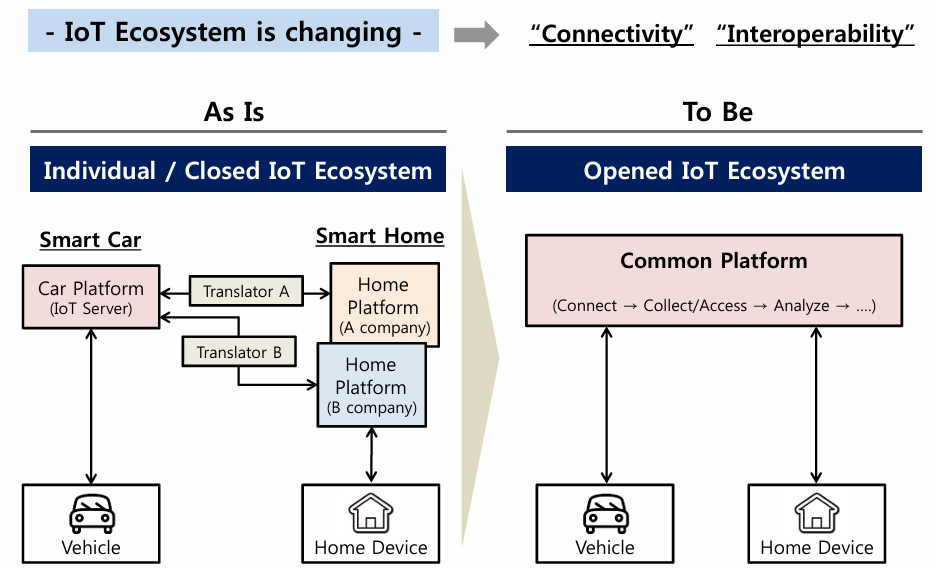 - IoT Ecosystem is changing -
“Connectivity” “Interoperability”
As Is
Individual / Closed IoT Ecosystem
Smart Car
Smart Home
Car Platform
(IoT Server)
Translator A
Home
Platform
(A company)
Translator B
Home
Platform
(B company)
Vehicle
Home Device
To Be
Opened IoT Ecosystem
Common Platform
(Connect → Collect/Access → Analyze → ....)
Vehicle
Home Device